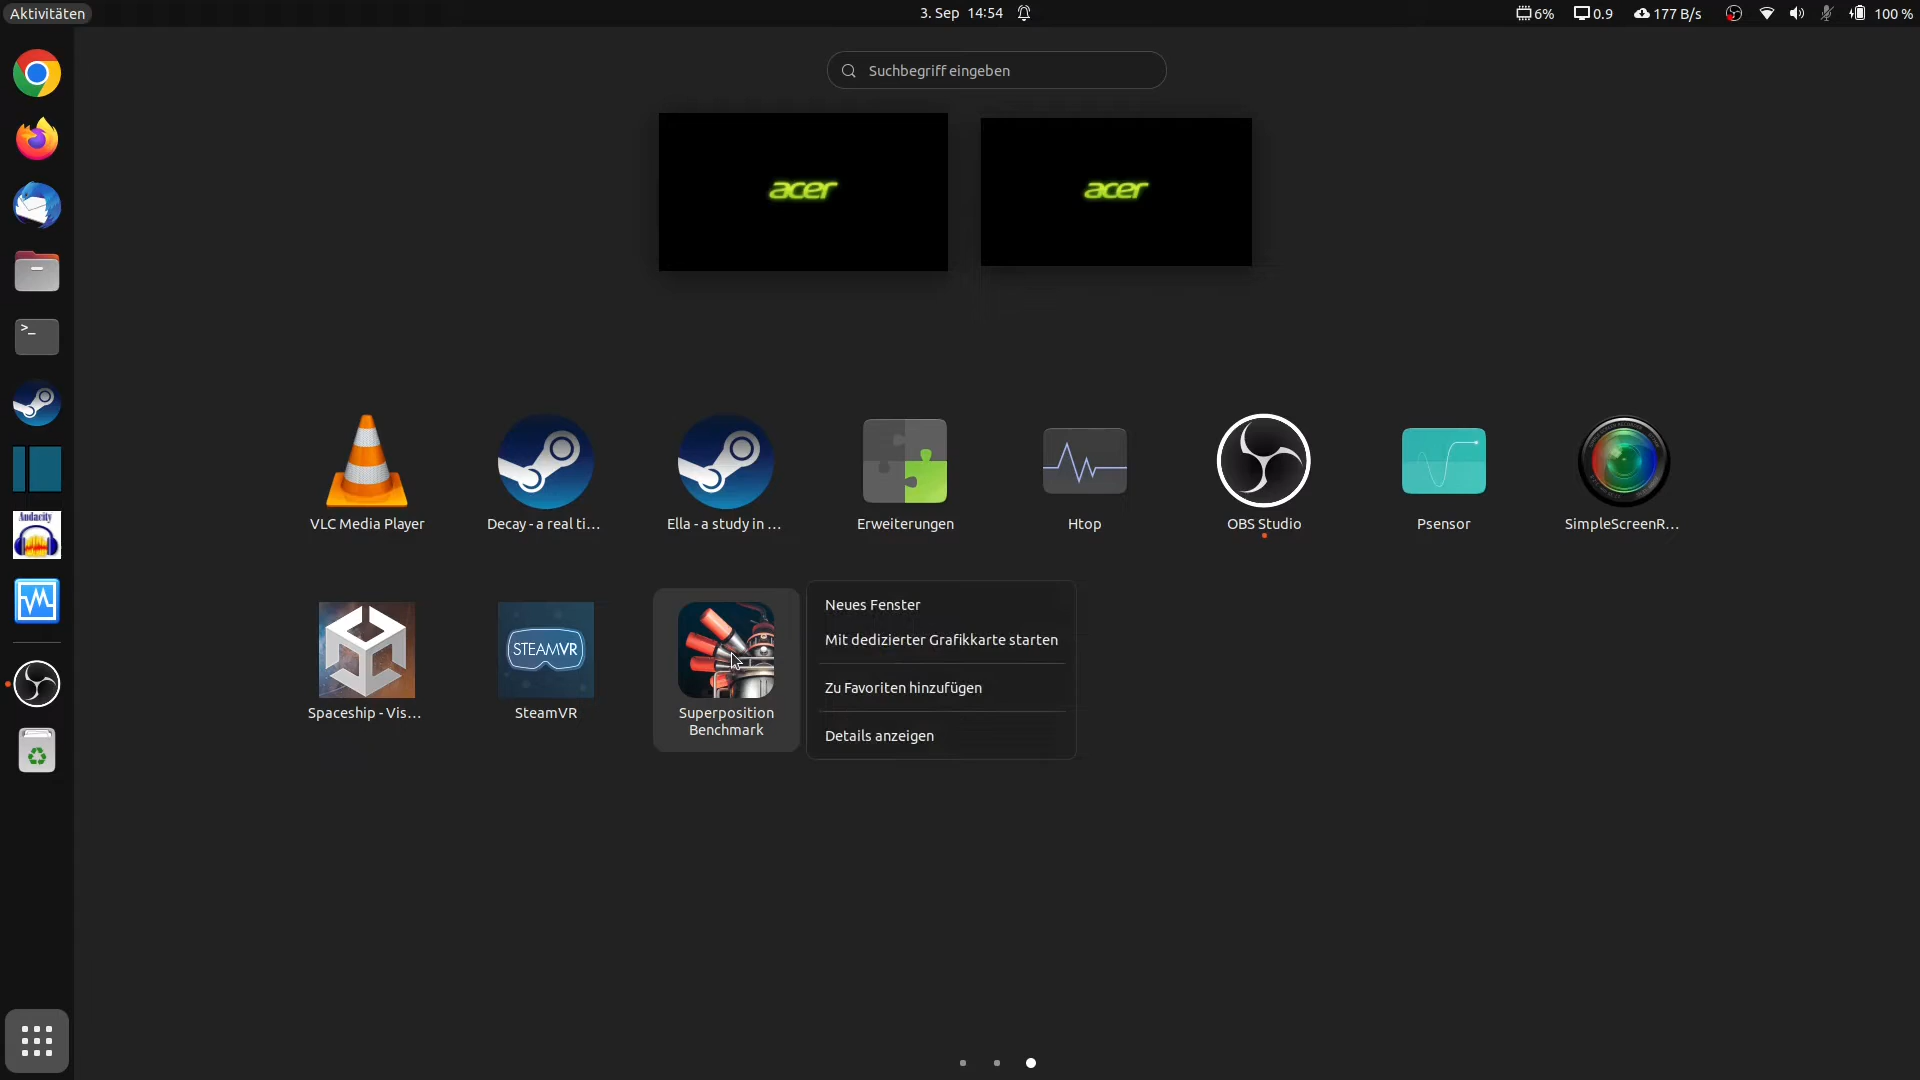 Aktivitäten
3. Sep 14:54
6%
0.9
177 B/s
100 %
Suchbegriff eingeben
acer
acer
Audacity
VLC Media Player
Decay - a real ti…
Ella - a study in …
Erweiterungen
Htop
OBS Studio
Psensor
SimpleScreenR…
STEAMVR
Spaceship - Vis…
SteamVR
Superposition
Benchmark
Neues Fenster
Mit dedizierter Grafikkarte starten
Zu Favoriten hinzufügen
Details anzeigen